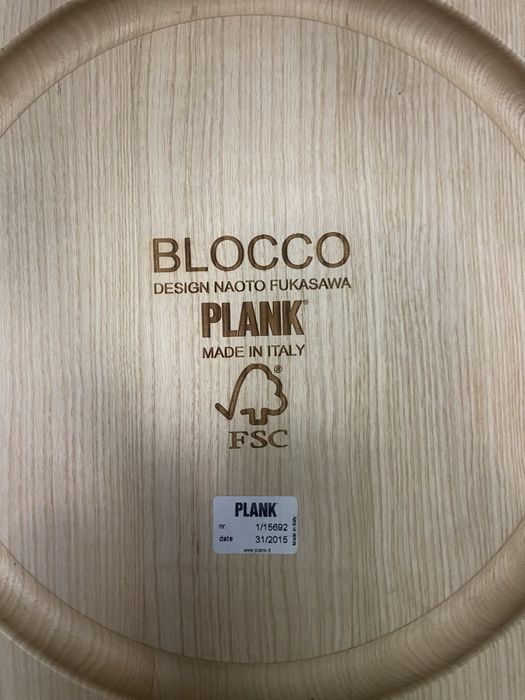 BLOCCO
DESIGN NAOTO FUKASAWA
PLANK®
MADE IN ITALY
®
FSC
PLANK®
nr. 1/15692
date 31/2015
Made in Italy
www.plank.it